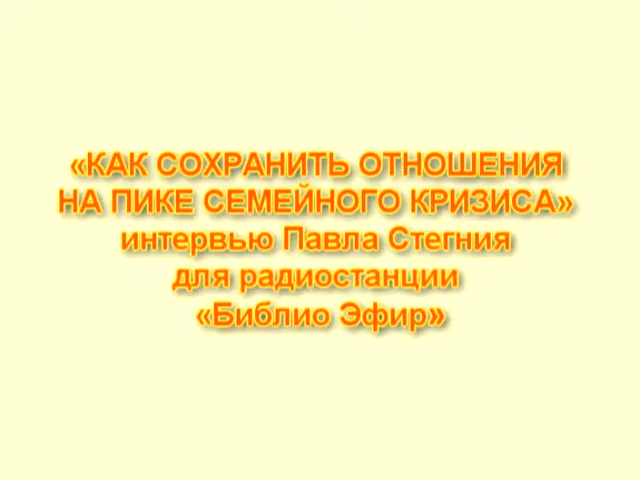 «КАК СОХРАНИТЬ ОТНОШЕНИЯ
НА ПИКЕ СЕМЕЙНОГО КРИЗИСА»
интервью Павла Стегния
для радиостанции
«Библио Эфир»